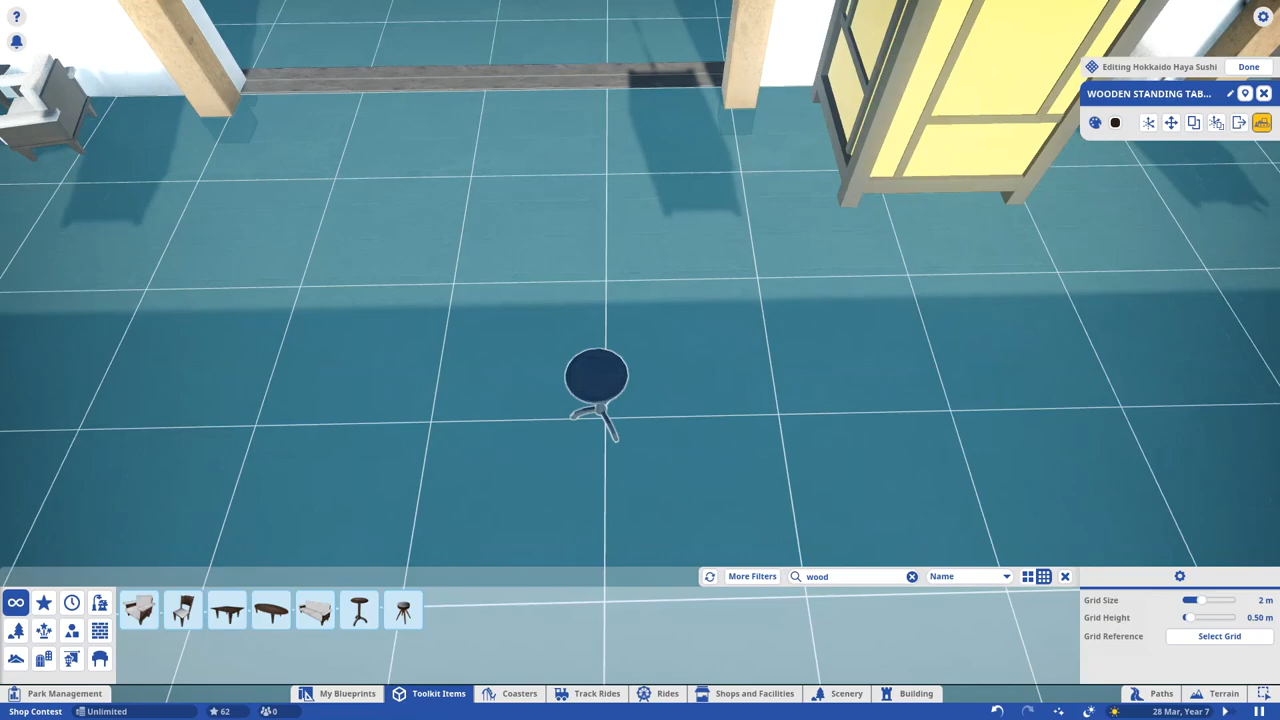 ?
Editing Hokkaido Haya Sushi
Done
WOODEN STANDING TAB...
More Filters
wood
Name
Grid Size
2 m
Grid Height
0.50 m
Grid Reference
Select Grid
Park Management
My Blueprints
Toolkit Items
Coasters
Track Rides
Rides
Shops and Facilities
Scenery
Building
Paths
Terrain
Shop Contest
Unlimited
62
0
28 Mar, Year 7